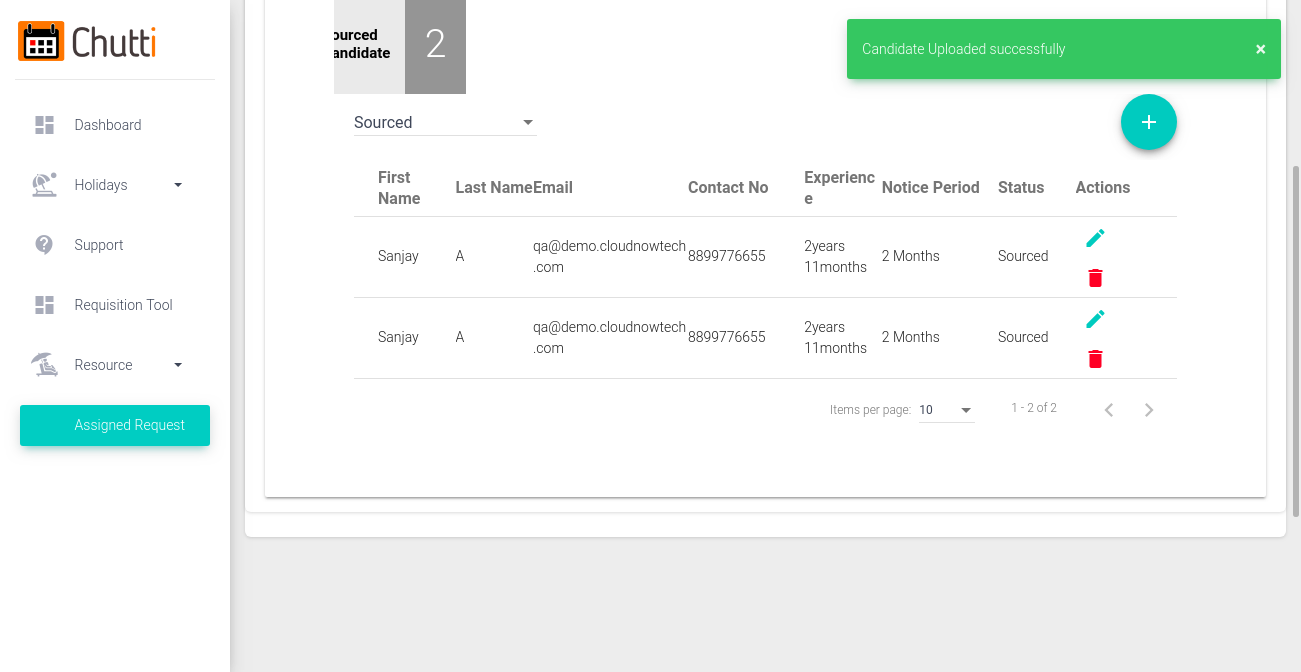 Chutti
Dashboard
Holidays
Support
Requisition Tool
Resource
Assigned Request
ourced
andidate
2
Candidate Uploaded successfully ×
Sourced
+
First Name Last Name Email Contact No Experienc e Notice Period Status Actions
Sanjay A qa@demo.cloudnowtech .com 8899776655 2years 11months 2 Months Sourced
Sanjay A qa@demo.cloudnowtech .com 8899776655 2years 11months 2 Months Sourced
Items per page: 10 1 - 2 of 2